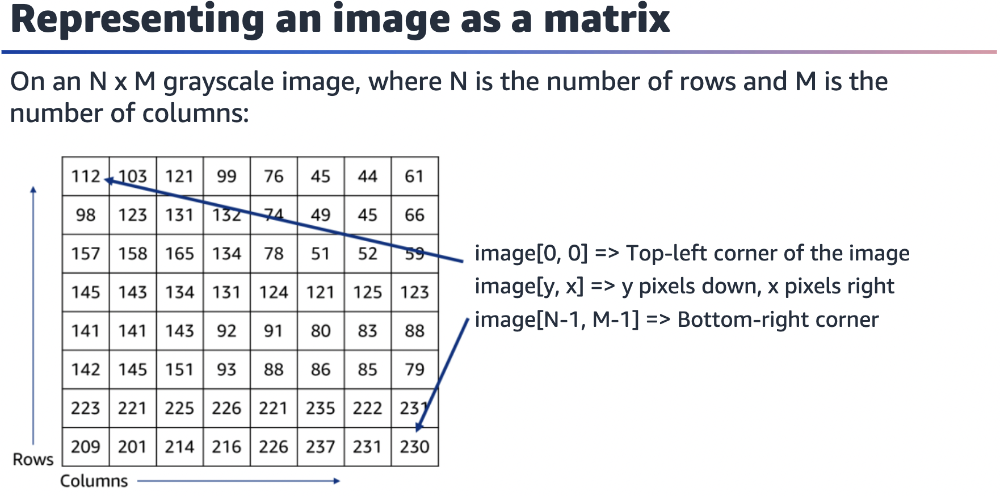 Representing an image as a matrix
On an N x M grayscale image, where N is the number of rows and M is the
number of columns:
112 103 121 99 76 45 44 61
98 123 131 132 74 49 45 66
157 158 165 134 78 51 52 59
145 143 134 131 124 121 125 123
141 141 143 92 91 80 83 88
142 145 151 93 88 86 85 79
223 221 225 226 221 235 222 231
209 201 214 216 226 237 231 230
Rows
Columns
image[0, 0] => Top-left corner of the image
image[y, x] => y pixels down, x pixels right
image[N-1, M-1] => Bottom-right corner